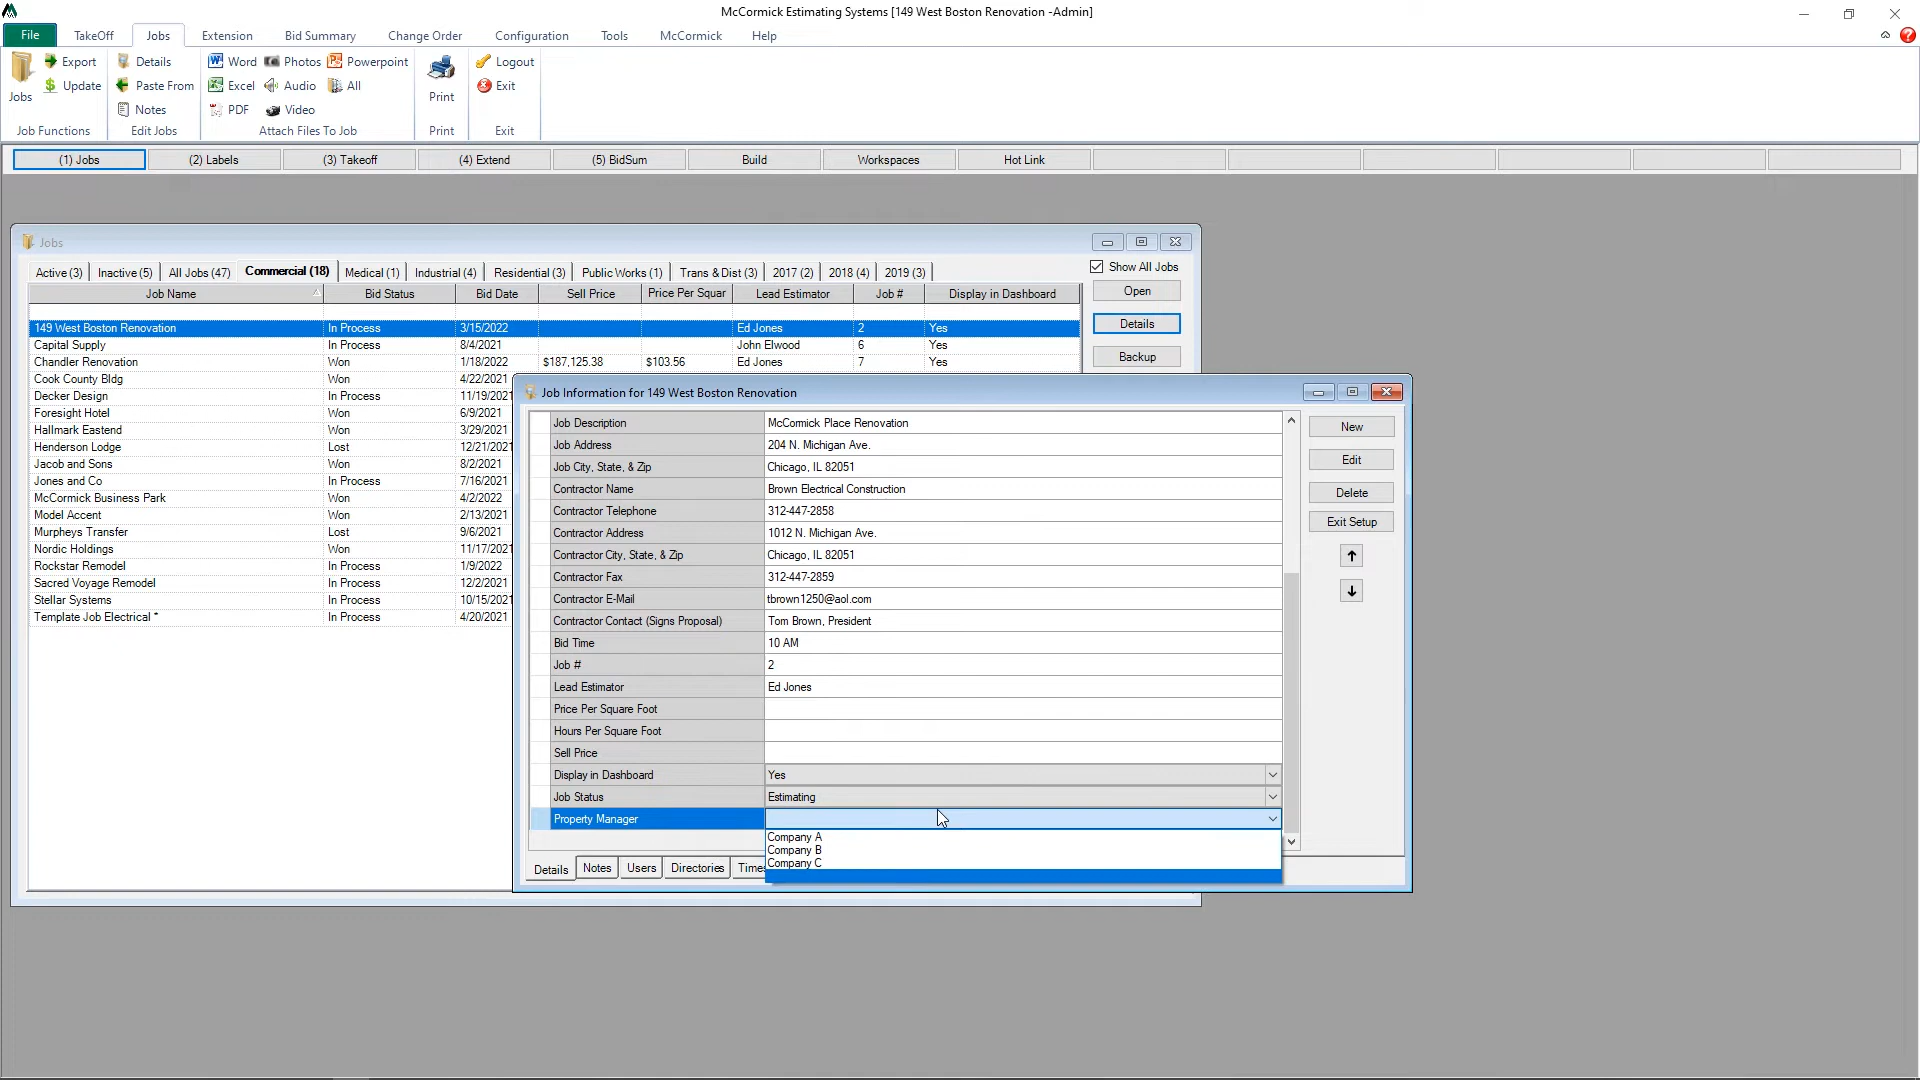 McCormick Estimating Systems [149 West Boston Renovation -Admin]
File TakeOff Jobs Extension Bid Summary Change Order Configuration Tools McCormick Help
Jobs Export Update Job Functions
Details Paste From Notes Edit Jobs
Word Photos Powerpoint
Excel Audio All
PDF Video
Attach Files To Job
Print Print
Logout Exit Exit
(1) Jobs (2) Labels (3) Takeoff (4) Extend (5) BidSum Build Workspaces Hot Link
Jobs
Active (3) Inactive (5) All Jobs (47) Commercial (18) Medical (1) Industrial (4) Residential (3) Public Works (1) Trans & Dist (3) 2017 (2) 2018 (4) 2019 (3)
Show All Jobs
Open
Details
Backup
Job Name Bid Status Bid Date Sell Price Price Per Squar Lead Estimator Job # Display in Dashboard
149 West Boston Renovation In Process 3/15/2022 Ed Jones 2 Yes
Capital Supply In Process 8/4/2021 John Elwood 6 Yes
Chandler Renovation Won 1/18/2022 $187,125.38 $103.56 Ed Jones 7 Yes
Cook County Bldg Won 4/22/2021
Decker Design In Process 11/19/2021
Foresight Hotel Won 6/9/2021
Hallmark Eastend Won 3/29/2021
Henderson Lodge Lost 12/21/2021
Jacob and Sons Won 8/2/2021
Jones and Co In Process 7/16/2021
McCormick Business Park Won 4/2/2022
Model Accent Won 2/13/2021
Murpheys Transfer Lost 9/6/2021
Nordic Holdings Won 11/17/2021
Rockstar Remodel In Process 1/9/2022
Sacred Voyage Remodel In Process 12/2/2021
Stellar Systems In Process 10/15/2021
Template Job Electrical * In Process 4/20/2021
Job Information for 149 West Boston Renovation
Job Description McCormick Place Renovation
Job Address 204 N. Michigan Ave.
Job City, State, & Zip Chicago, IL 82051
Contractor Name Brown Electrical Construction
Contractor Telephone 312-447-2858
Contractor Address 1012 N. Michigan Ave.
Contractor City, State, & Zip Chicago, IL 82051
Contractor Fax 312-447-2859
Contractor E-Mail tbrown1250@aol.com
Contractor Contact (Signs Proposal) Tom Brown, President
Bid Time 10 AM
Job # 2
Lead Estimator Ed Jones
Price Per Square Foot
Hours Per Square Foot
Sell Price
Display in Dashboard Yes
Job Status Estimating
Property Manager
Company A
Company B
Company C
Details Notes Users Directories Times
New
Edit
Delete
Exit Setup